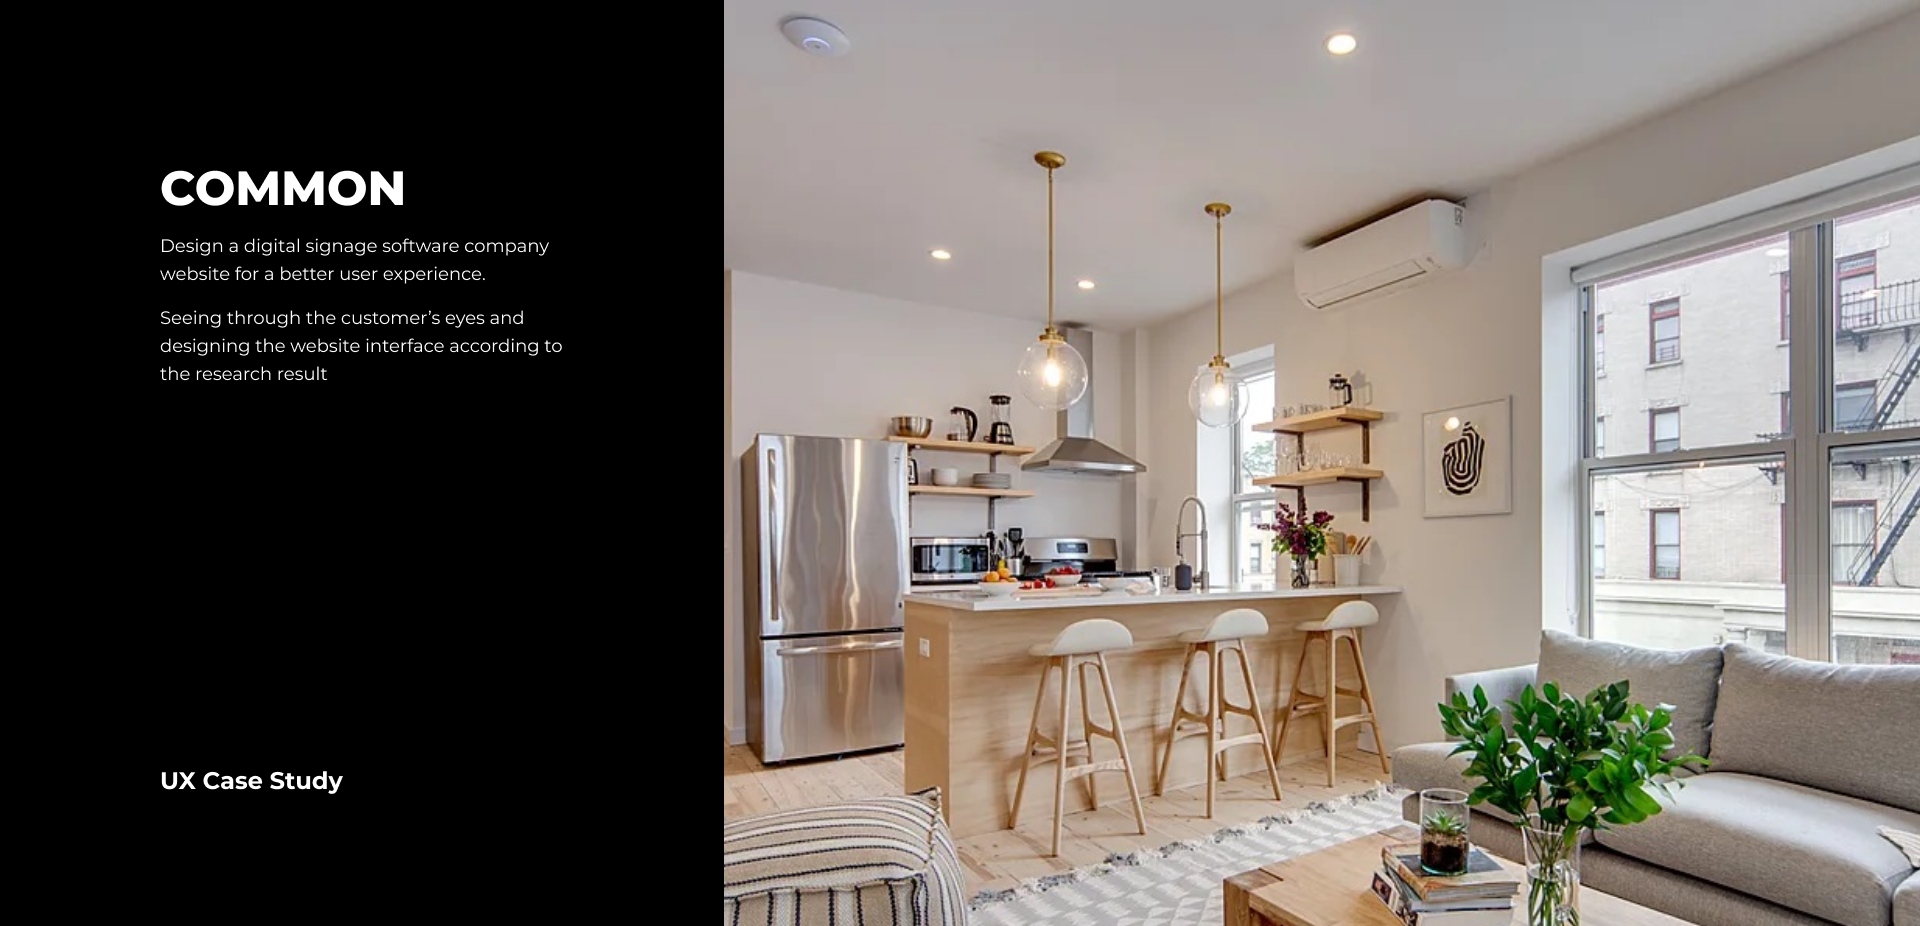 COMMON
Design a digital signage software company
website for a better user experience.
Seeing through the customer’s eyes and
designing the website interface according to
the research result
UX Case Study